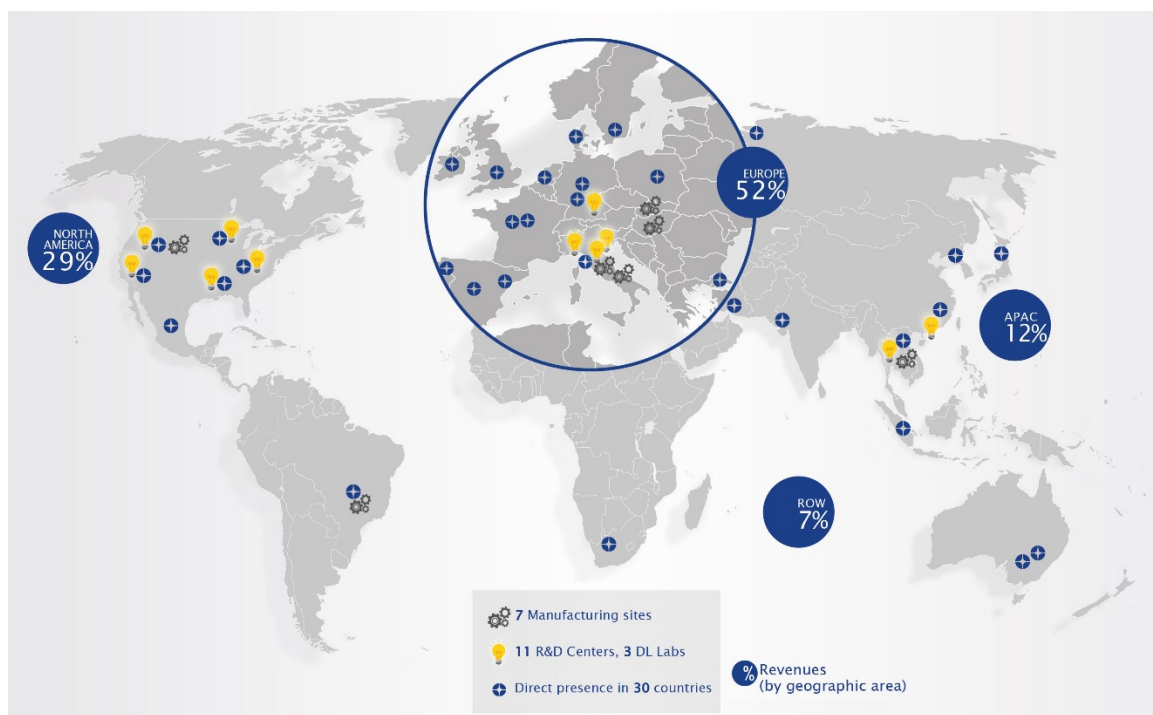 EUROPE
52%
NORTH
AMERICA
29%
APAC
12%
ROW
7%
7 Manufacturing sites
11 R&D Centers, 3 DL Labs
Direct presence in 30 countries
% Revenues
(by geographic area)